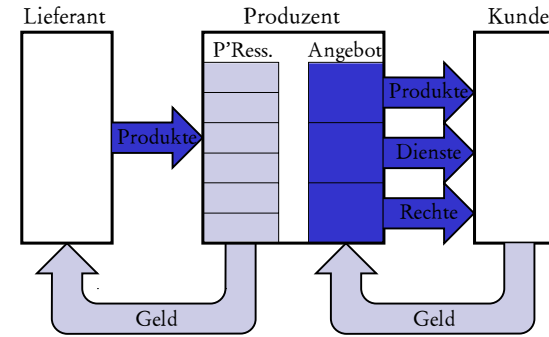 Lieferant
Produzent
Kunde
P'Ress.
Angebot
Produkte
Produkte
Dienste
Rechte
Geld
Geld